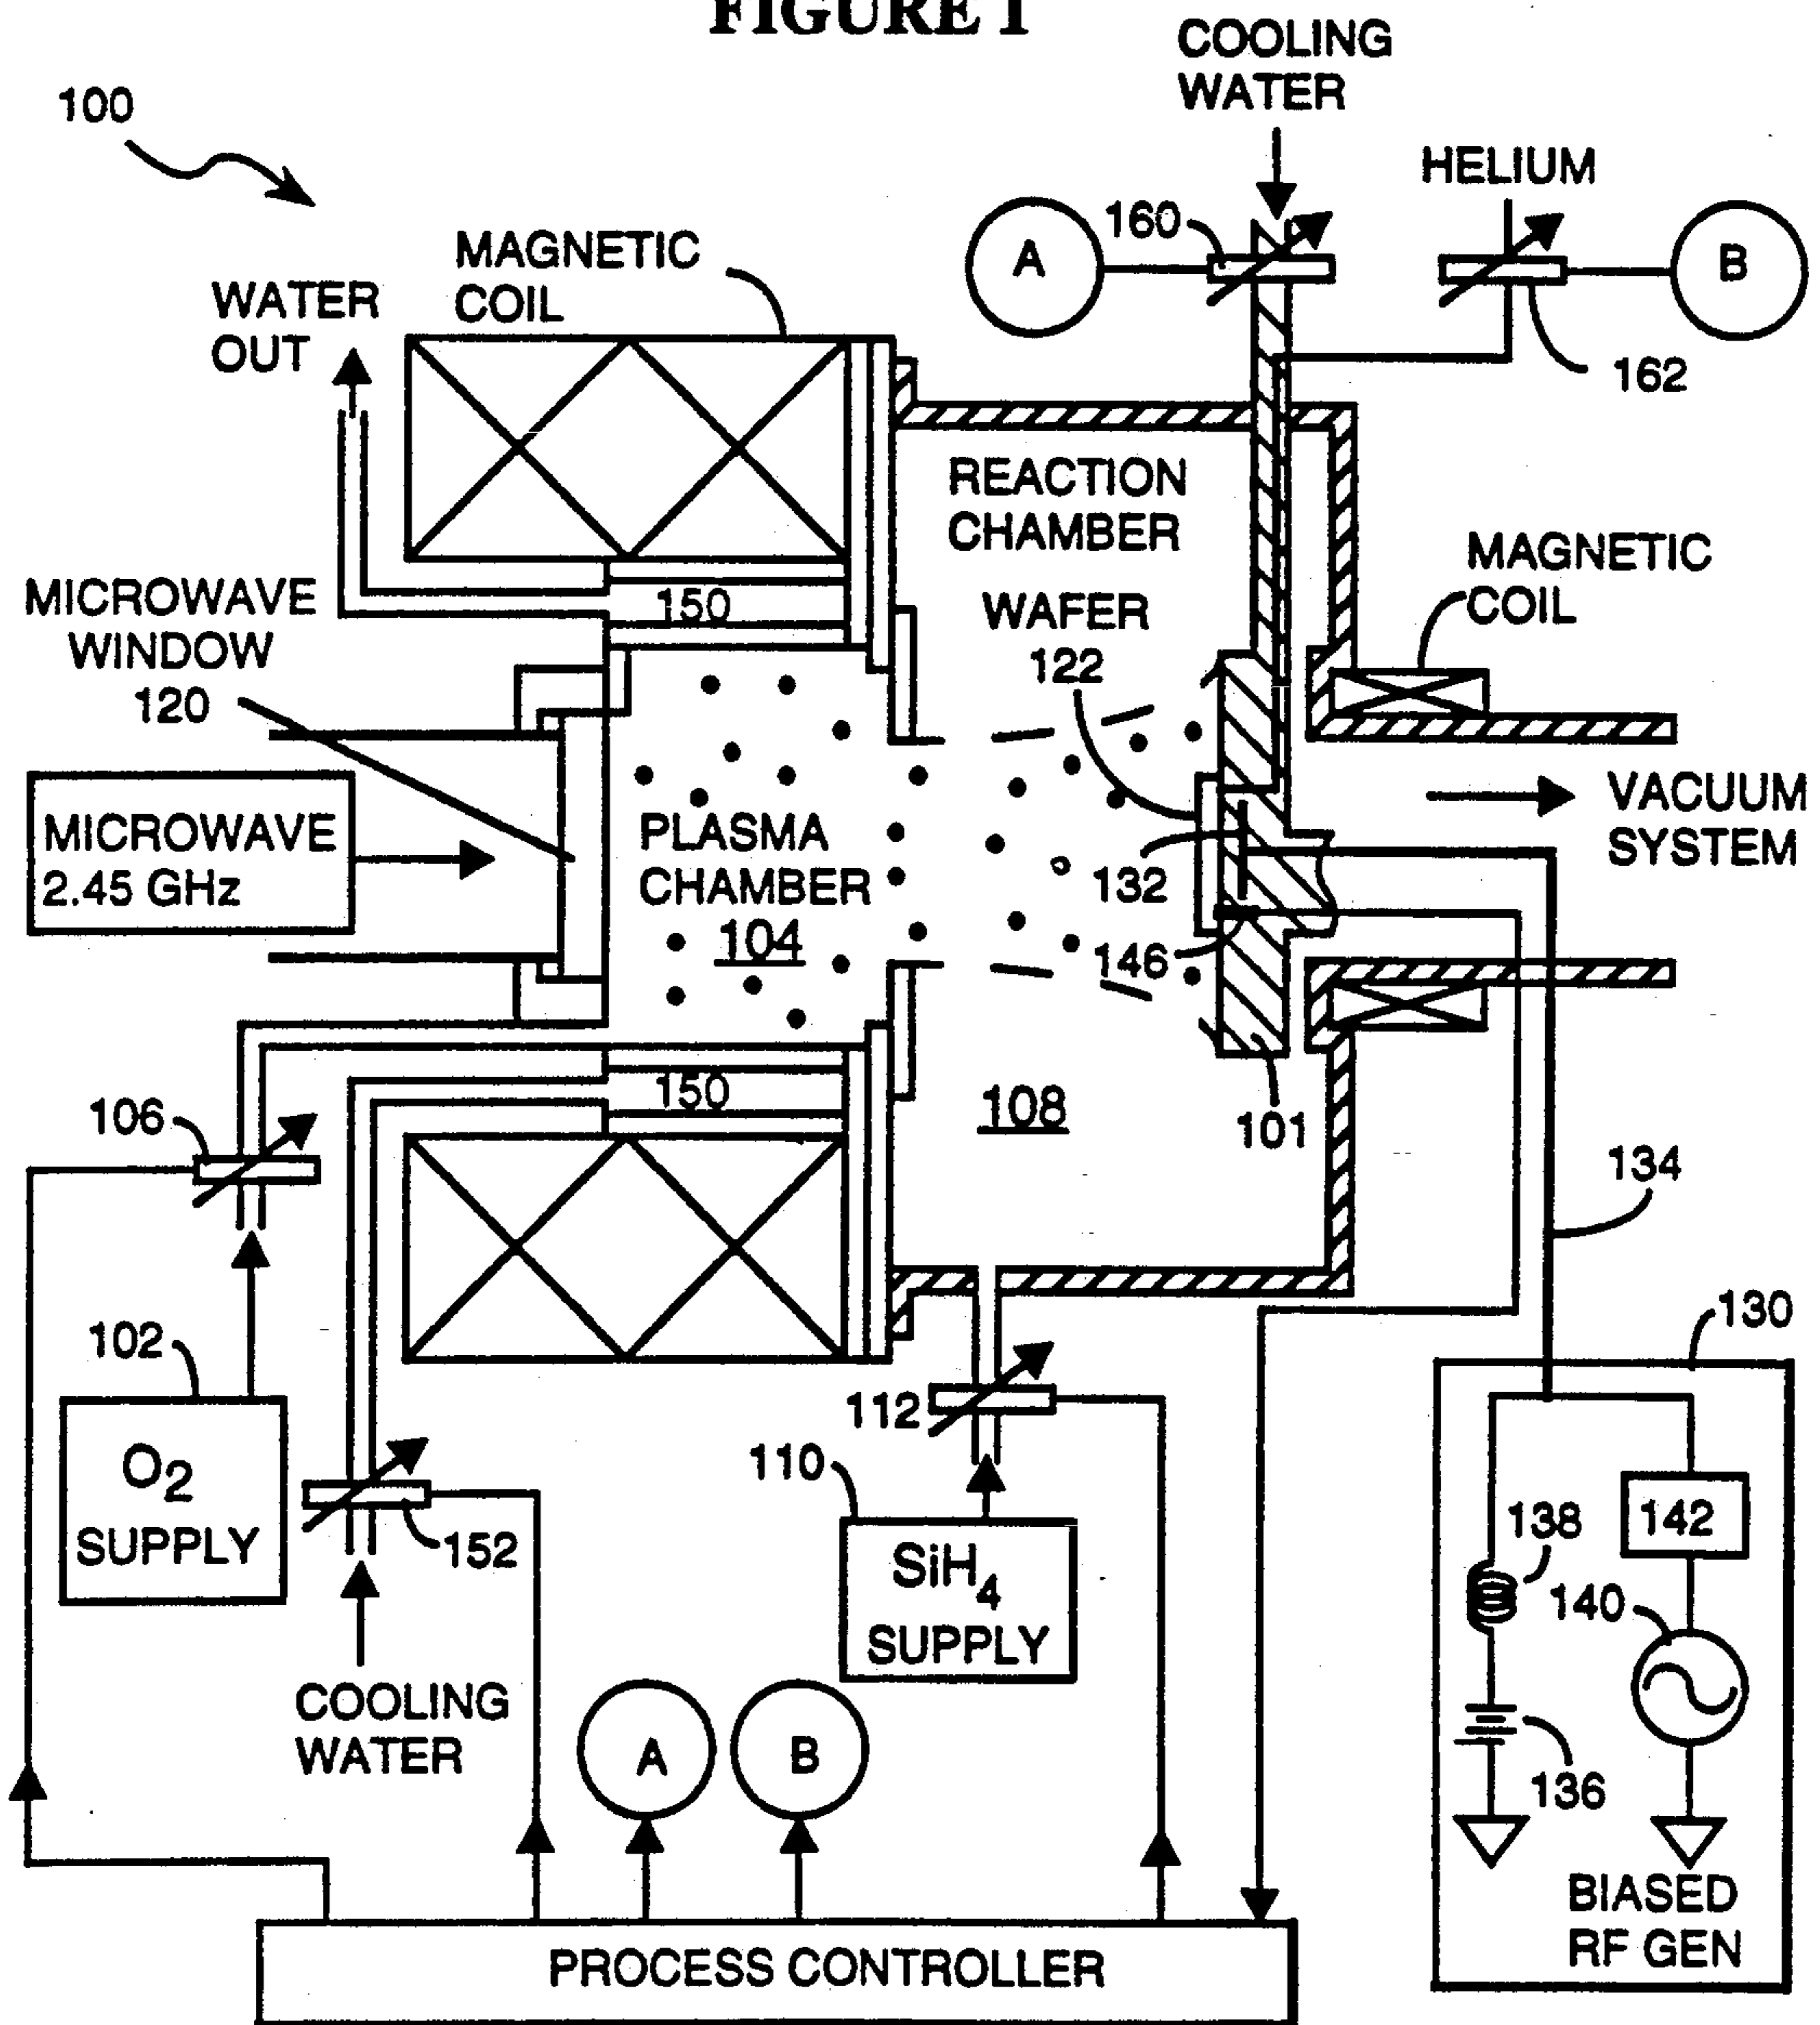 FIGURE 1
COOLING
WATER
100
HELIUM
160
A
B
MAGNETIC
COIL
WATER
OUT
162
REACTION
CHAMBER
MAGNETIC
COIL
MICROWAVE
WINDOW
120
150
WAFER
122
VACUUM
SYSTEM
MICROWAVE
2.45 GHz
PLASMA
CHAMBER
104
132
146
150
108
101
106
134
130
102
112
110
O2
SUPPLY
152
SiH4
SUPPLY
138
142
140
COOLING
WATER
A
B
136
BIASED
RF GEN
PROCESS CONTROLLER